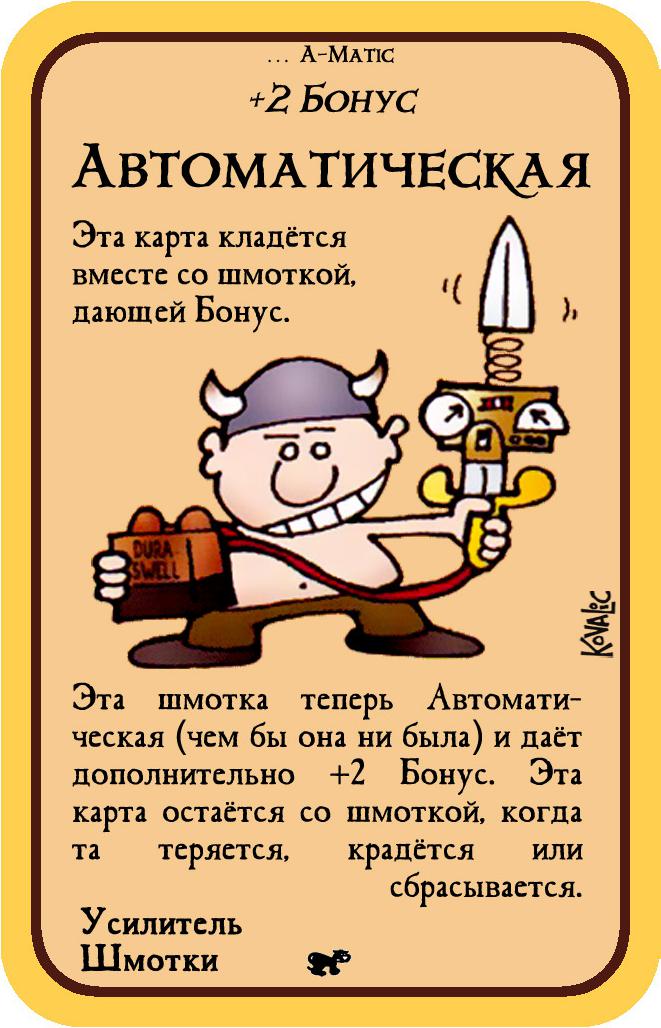 ... A-Matic
+2 Бонус
Автоматическая
Эта карта кладётся
вместе со шмоткой,
дающей Бонус.
DURA
SWELL
Kovalic
Эта шмотка теперь Автомати-
ческая (чем бы она ни была) и даёт
дополнительно +2 Бонус. Эта
карта остаётся со шмоткой, когда
та теряется, крадётся или
сбрасывается.
Усилитель
Шмотки